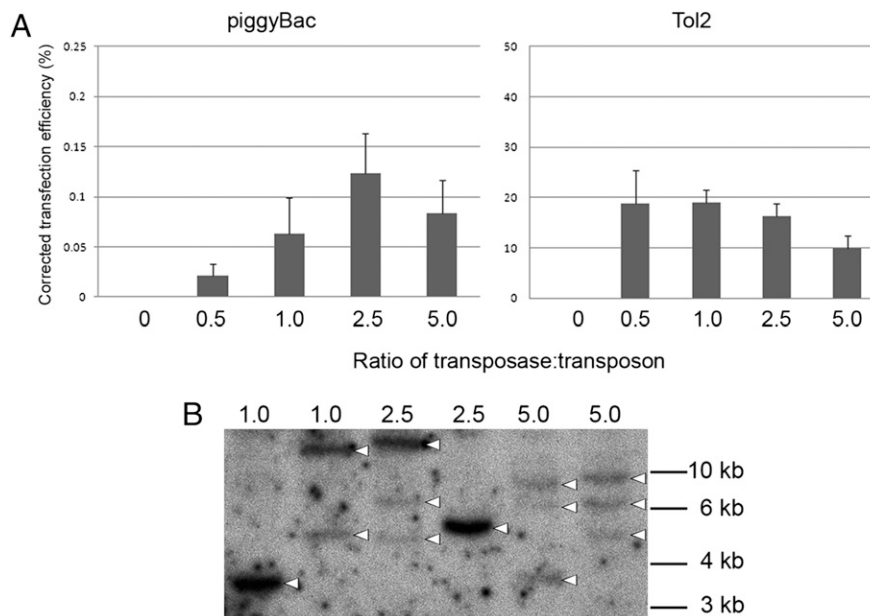 A
piggyBac
Tol2
Corrected transfection efficiency (%)
0.25
0.2
0.15
0.1
0.05
0
50
40
30
20
10
0
0 0.5 1.0 2.5 5.0
0 0.5 1.0 2.5 5.0
Ratio of transposase:transposon
B
1.0 1.0 2.5 2.5 5.0 5.0
10 kb
6 kb
4 kb
3 kb